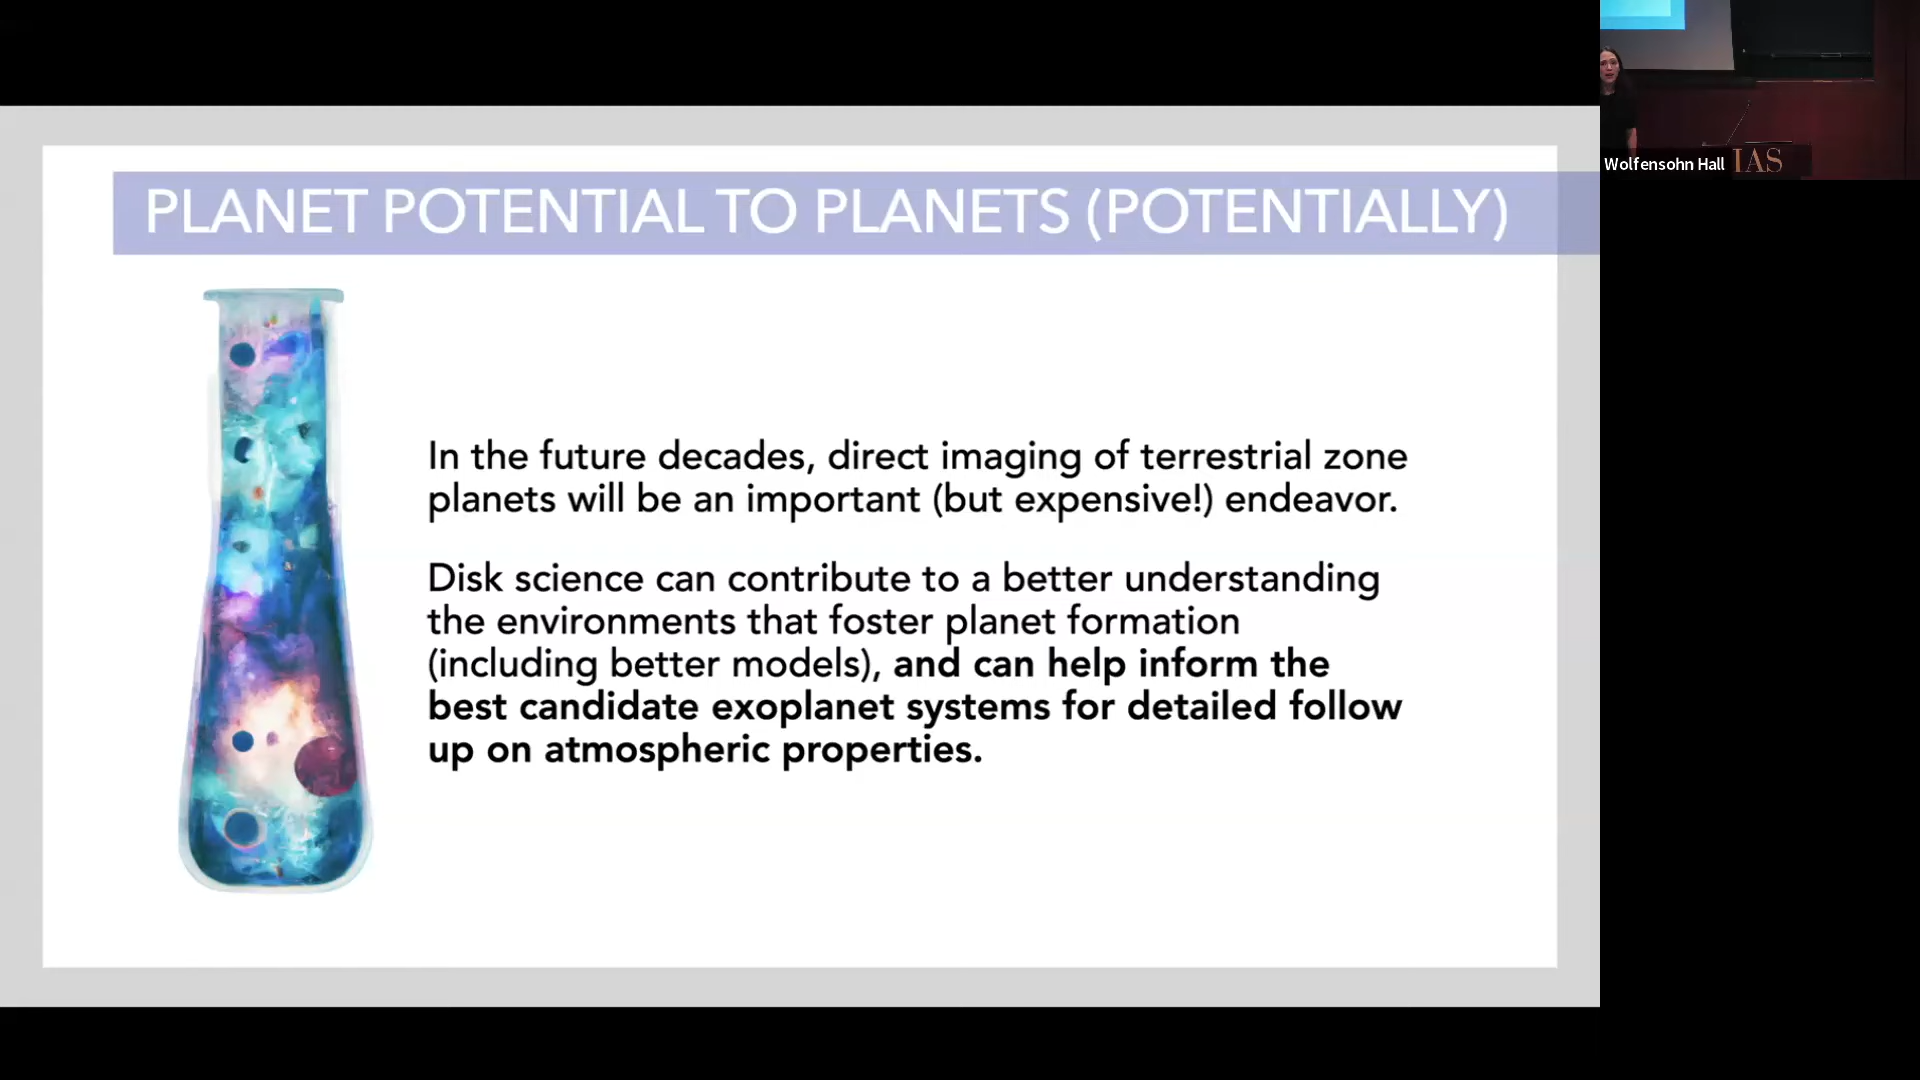 PLANET POTENTIAL TO PLANETS (POTENTIALLY)
In the future decades, direct imaging of terrestrial zone
planets will be an important (but expensive!) endeavor.
Disk science can contribute to a better understanding
the environments that foster planet formation
(including better models), and can help inform the
best candidate exoplanet systems for detailed follow
up on atmospheric properties.
Wolfensohn Hall
IAS